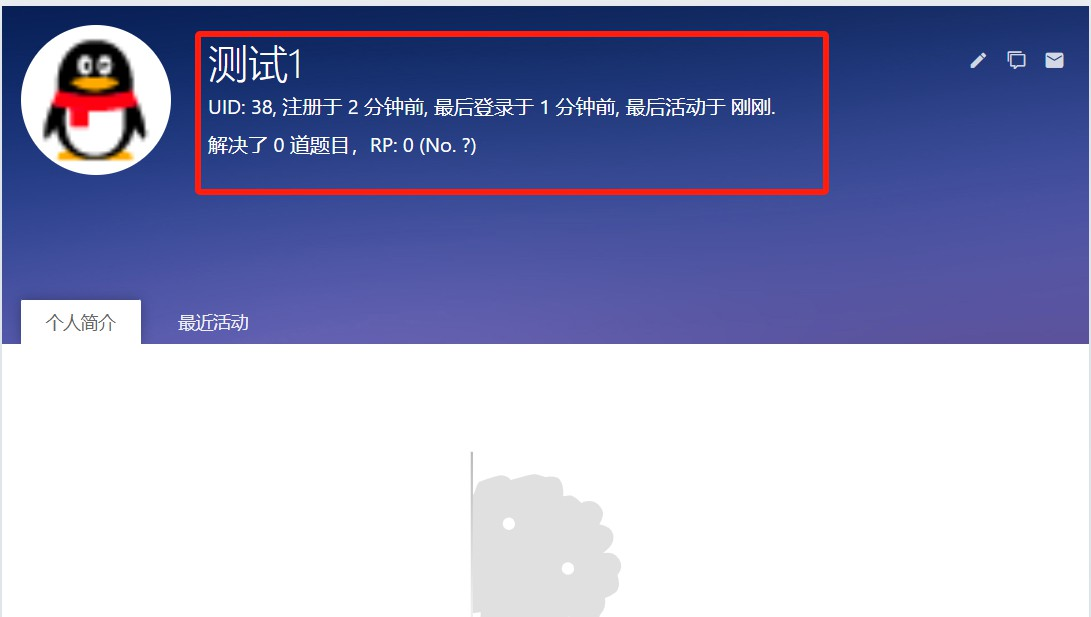 测试1
UID: 38, 注册于 2 分钟前, 最后登录于 1 分钟前, 最后活动于 刚刚.
解决了 0 道题目，RP: 0 (No. ?)
个人简介
最近活动